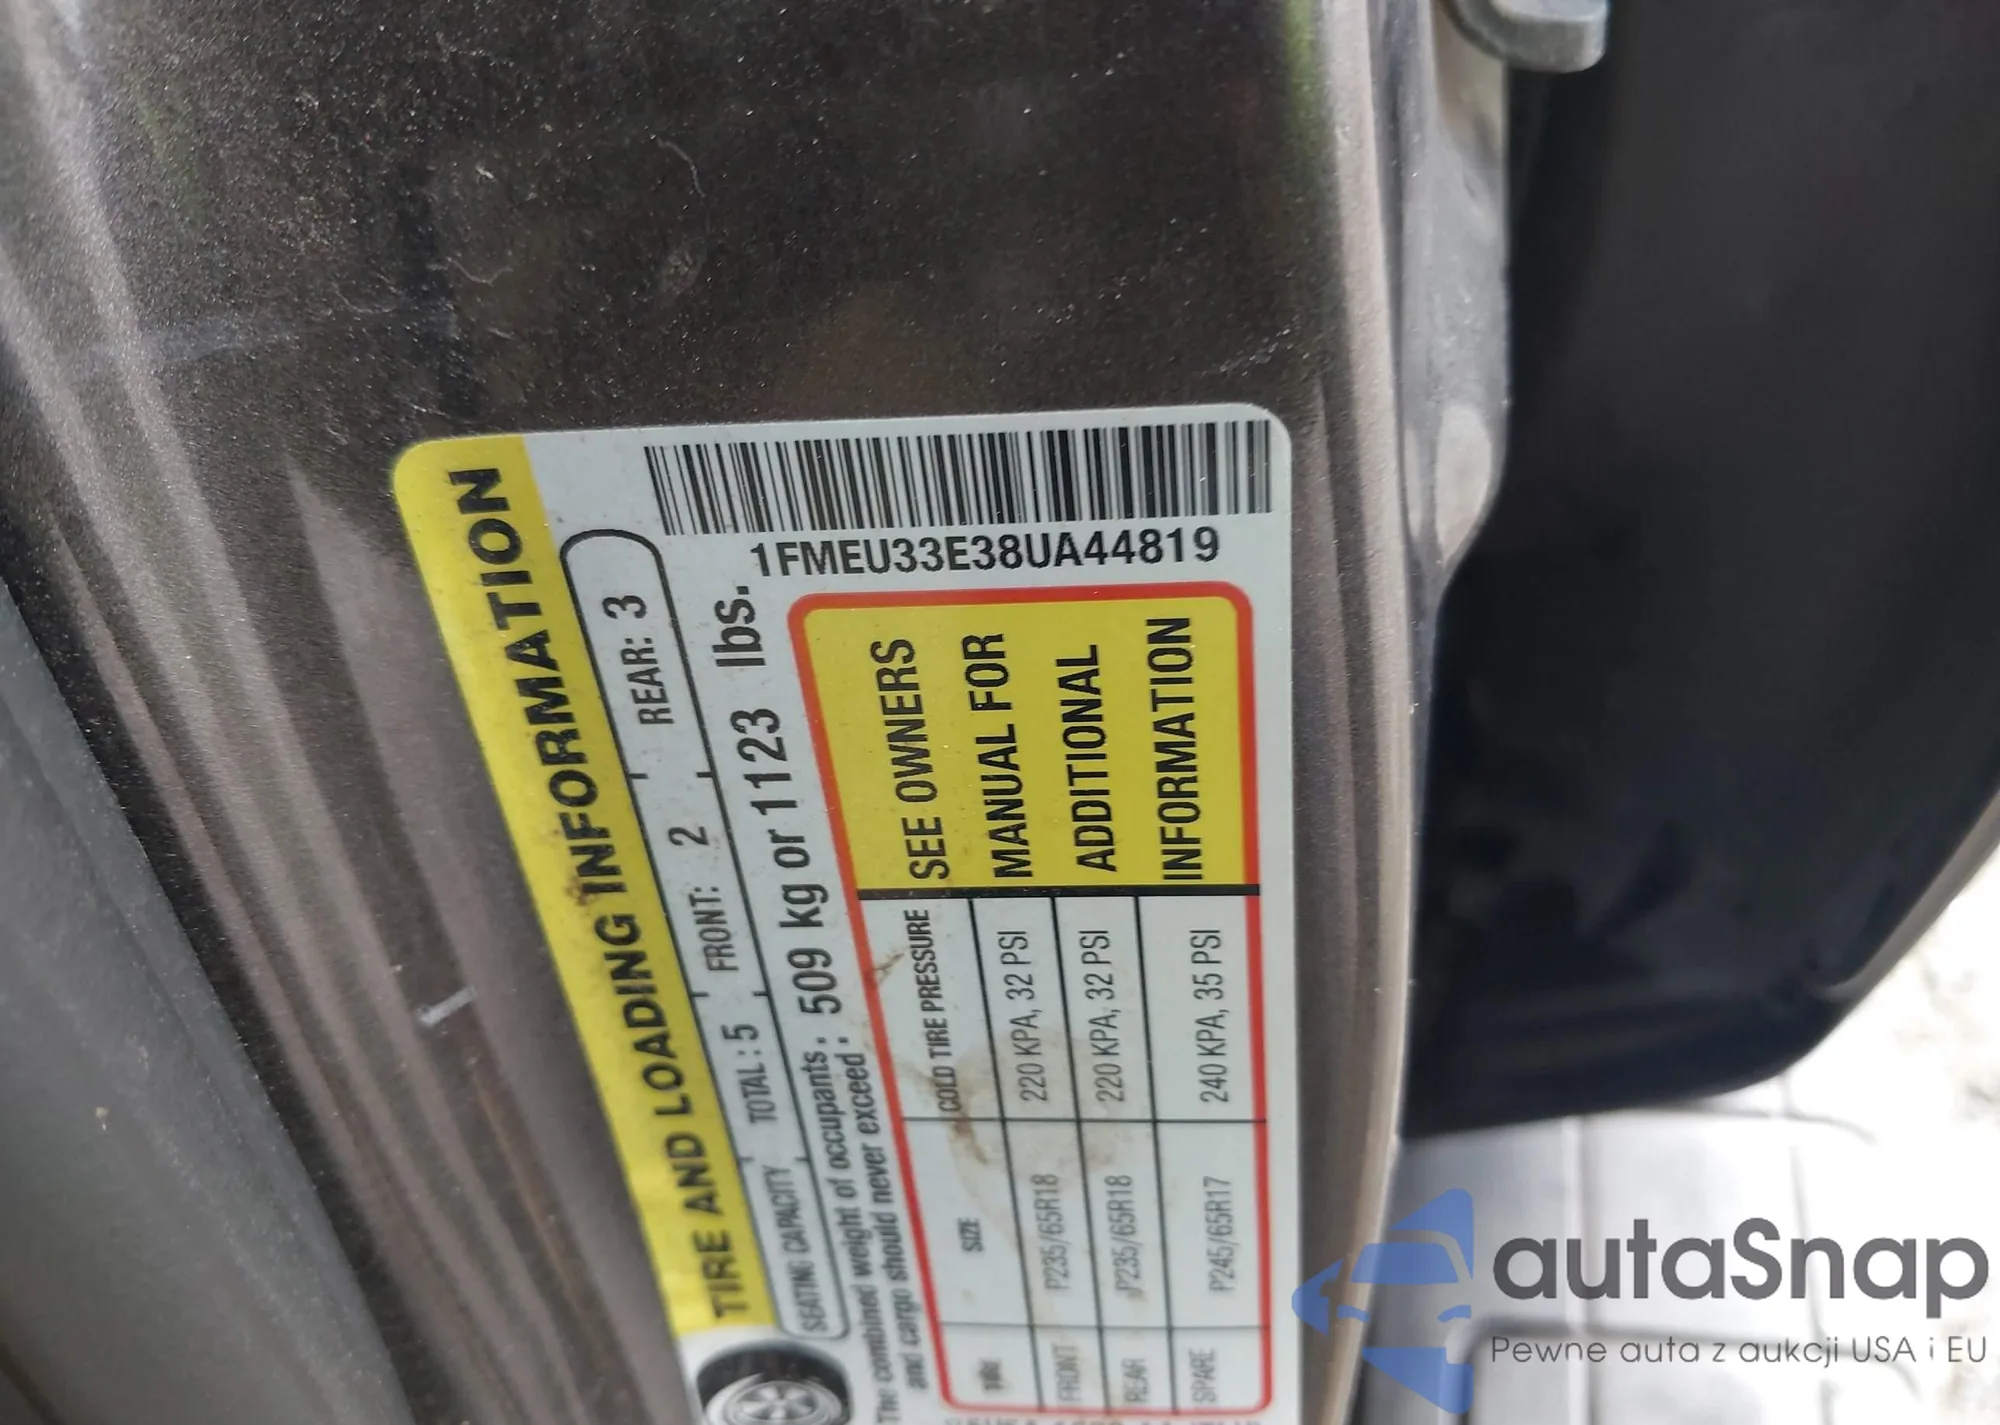 TIRE AND LOADING INFORMATION
SEATING CAPACITY TOTAL: 5 FRONT: 2 REAR: 3
The combined weight of occupants
and cargo should never exceed: 509 kg or 1123 lbs.
1FMEU33E38UA44819
TIRE SIZE COLD TIRE PRESSURE
FRONT P235/65R18 220 KPA, 32 PSI
REAR P235/65R18 220 KPA, 32 PSI
SPARE P245/65R17 240 KPA, 35 PSI
SEE OWNERS
MANUAL FOR
ADDITIONAL
INFORMATION
autaSnap
Pewne auta z aukcji USA i EU